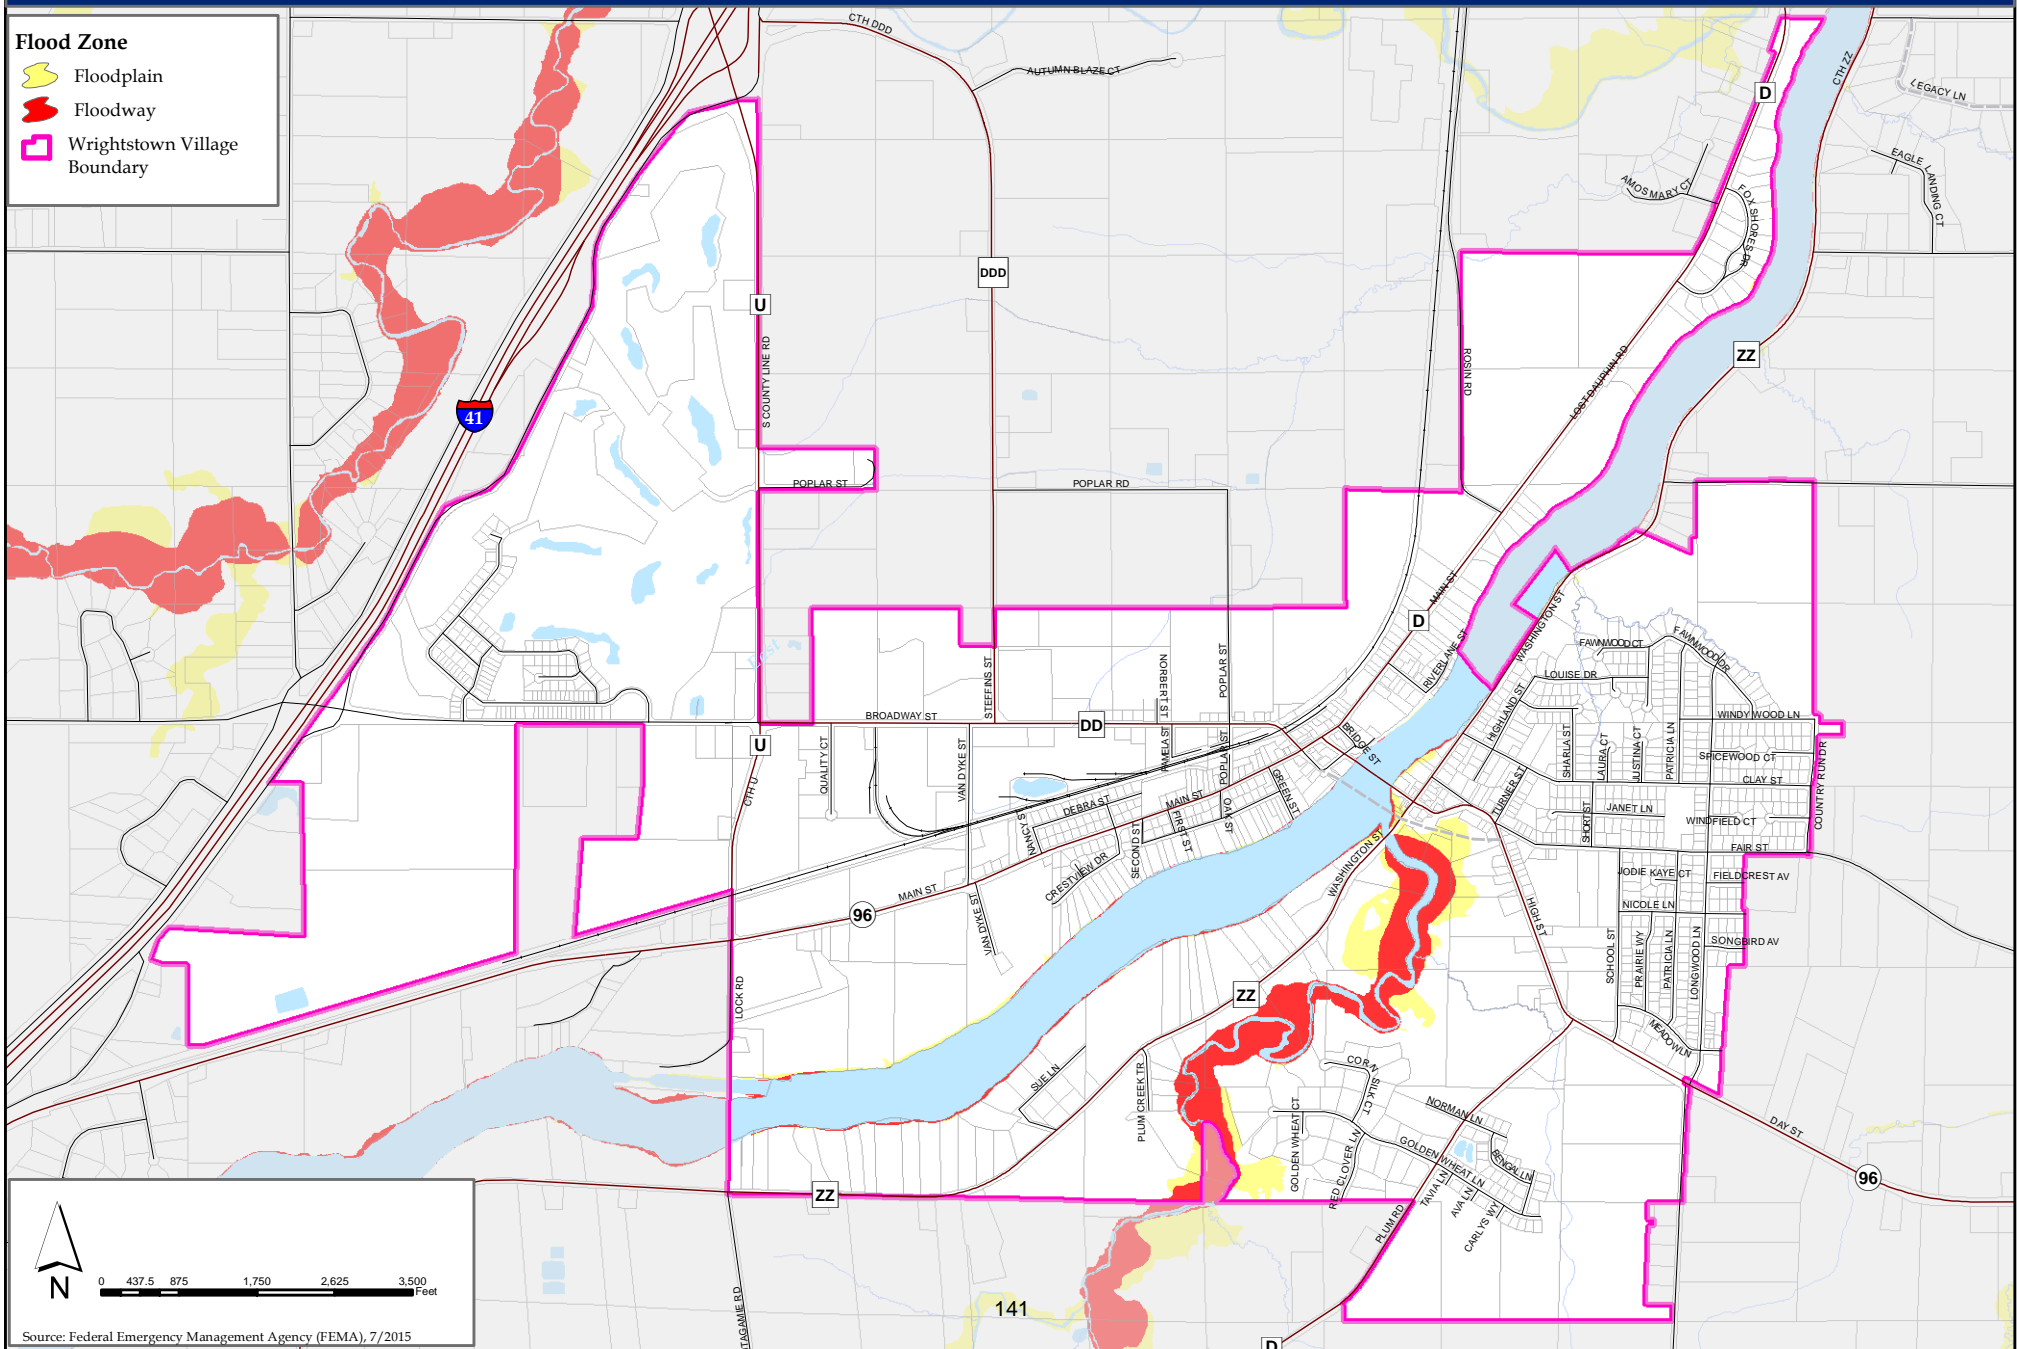 Flood Zone
Floodplain
Floodway
Wrightstown Village
Boundary
CTH DDD
AUTUMN BLAZE CT
D
CTH ZZ
LEGACY LN
EAGLE LANDING CT
AMOS MARY CT
FOX SHORES DR
DDD
U
S COUNTY LINE RD
ROSIN RD
LOST DAUPHIN RD
ZZ
41
POPLAR ST
POPLAR RD
MAIN ST
D
RIVERLANE ST
WASHINGTON ST
FAWNWOOD CT
FAWNWOOD DR
LOUISE DR
HIGHLAND ST
East
STEFFINS ST
NORBERT ST
POPLAR ST
BROADWAY ST
DD
U
CTH U
QUALITY CT
VAN DYKE ST
PAMELA ST
POPLAR ST
BRIDGE ST
GREEN ST
OAK ST
DEBRA ST
MAIN ST
FIRST ST
SECOND ST
NANCY S
CRESTVIEW DR
TURNER ST
SHARLA ST
LAURA CT
JUSTINA CT
PATRICIA LN
WINDY WOOD LN
SPICEWOOD CT
CLAY ST
COUNTRY RUN DR
SHORT ST
JANET LN
WINDFIELD CT
FAIR ST
JODIE KAYE CT
FIELDCREST AV
NICOLE LN
SONGBIRD AV
SCHOOL ST
PRAIRIE WY
PATRICIA LN
LONGWOOD LN
MEADOW LN
HIGH ST
WASHINGTON ST
MAIN ST
96
VAN DYKE ST
LOCK RD
ZZ
SUE LN
PLUM CREEK TR
CORN SILK CT
GOLDEN WHEAT CT
RED CLOVER LN
NORMAN LN
GOLDEN WHEAT LN
BENGAL LN
TAVIA LN
AVA LN
CARLYS WY
PLUM RD
DAY ST
96
ZZ
TAGAMIE RD
141
D
N
0 437.5 875 1,750 2,625 3,500
Feet
Source: Federal Emergency Management Agency (FEMA), 7/2015